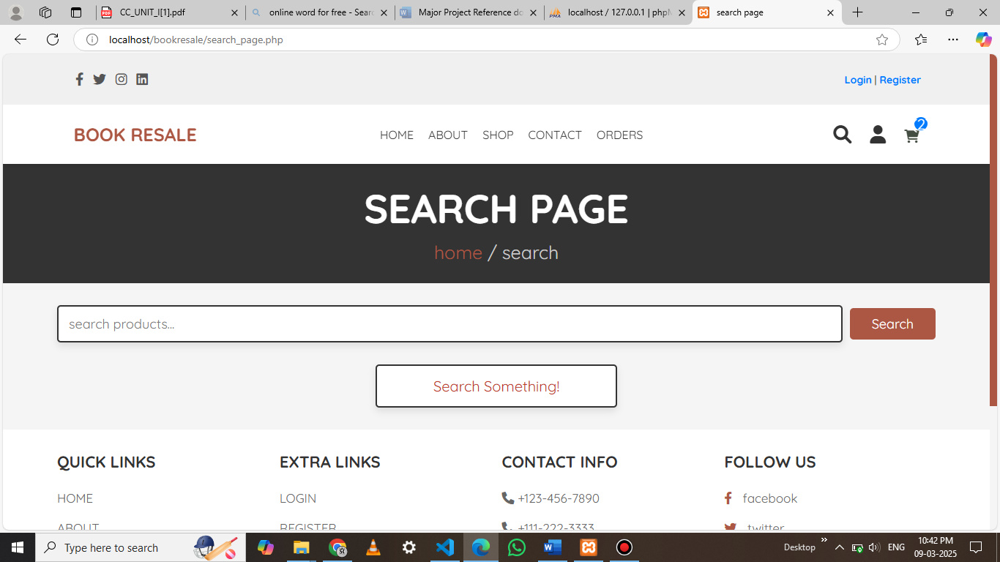 CC_UNIT_I[1].pdf
online word for free - Sear
Major Project Reference do
localhost / 127.0.0.1 | phpM
search page
localhost/bookresale/search_page.php
Login | Register
BOOK RESALE
HOME ABOUT SHOP CONTACT ORDERS
2
SEARCH PAGE
home / search
search products...
Search
Search Something!
QUICK LINKS EXTRA LINKS CONTACT INFO FOLLOW US
HOME LOGIN +123-456-7890 facebook
ABOUT REGISTER +111-222-3333 twitter
Type here to search
Desktop
ENG
10:42 PM
09-03-2025